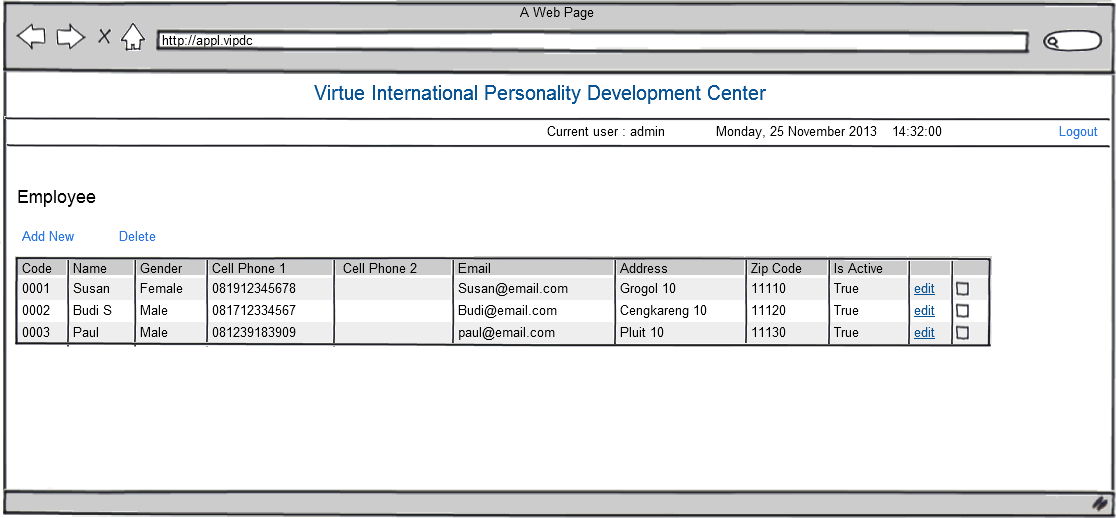 A Web Page
http://appl.vipdc
Virtue International Personality Development Center
Current user : admin Monday, 25 November 2013 14:32:00 Logout
Employee
Add New Delete
Code Name Gender Cell Phone 1 Cell Phone 2 Email Address Zip Code Is Active
0001 Susan Female 081912345678 Susan@email.com Grogol 10 11110 True edit
0002 Budi S Male 081712334567 Budi@email.com Cengkareng 10 11120 True edit
0003 Paul Male 081239183909 paul@email.com Pluit 10 11130 True edit